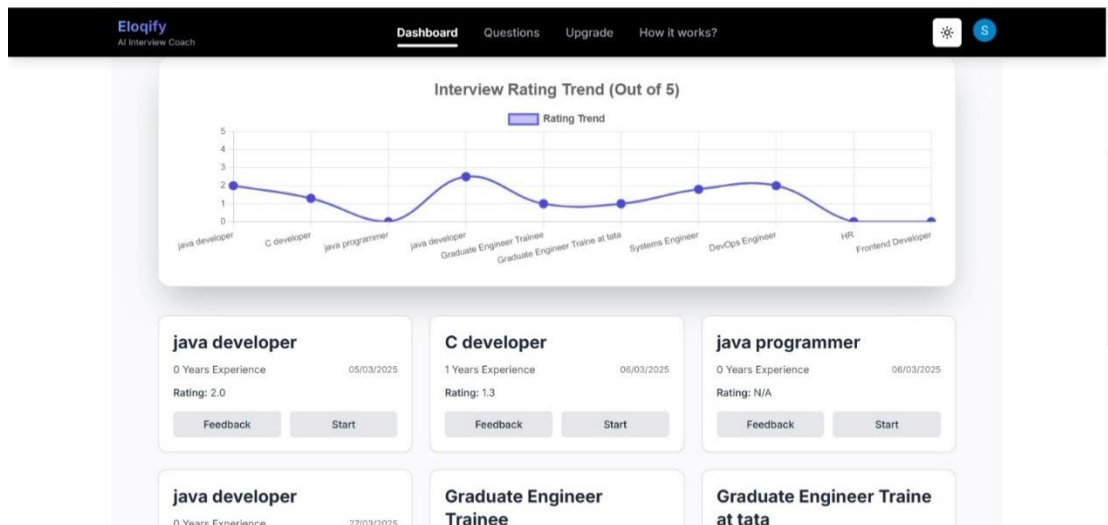 Eloqify
AI Interview Coach
Dashboard Questions Upgrade How it works?
S
Interview Rating Trend (Out of 5)
Rating Trend
5
4
3
2
1
0
java developer C developer java programmer java developer Graduate Engineer Trainee Graduate Engineer Traine at tata Systems Engineer DevOps Engineer HR Frontend Developer
java developer
0 Years Experience 05/03/2025
Rating: 2.0
Feedback Start
C developer
1 Years Experience 06/03/2025
Rating: 1.3
Feedback Start
java programmer
0 Years Experience 06/03/2025
Rating: N/A
Feedback Start
java developer
0 Years Experience 27/03/2025
Graduate Engineer
Trainee
Graduate Engineer Traine
at tata